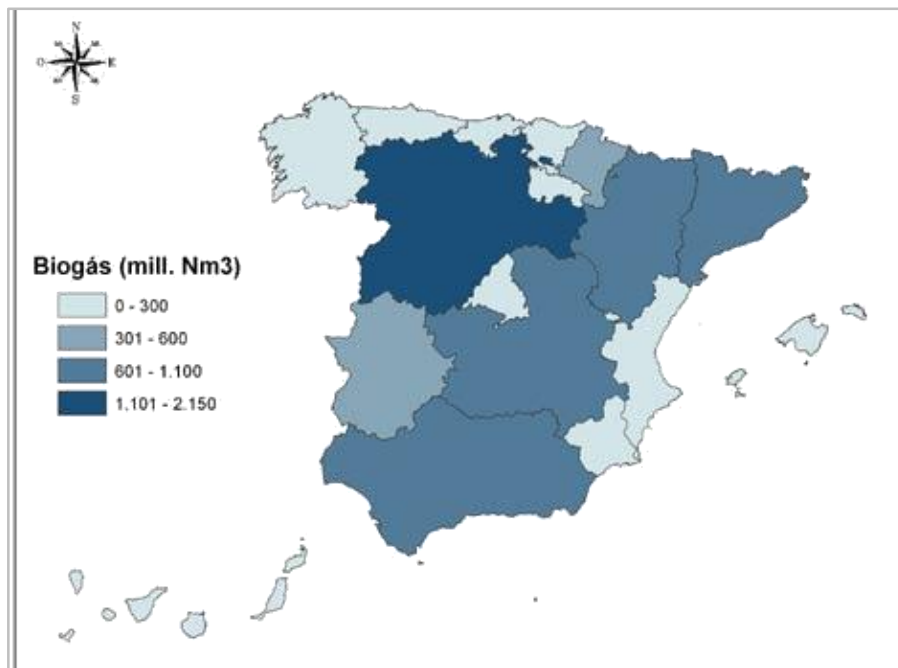 N
O E
S
Biogás (mill. Nm3)
0 - 300
301 - 600
601 - 1.100
1.101 - 2.150